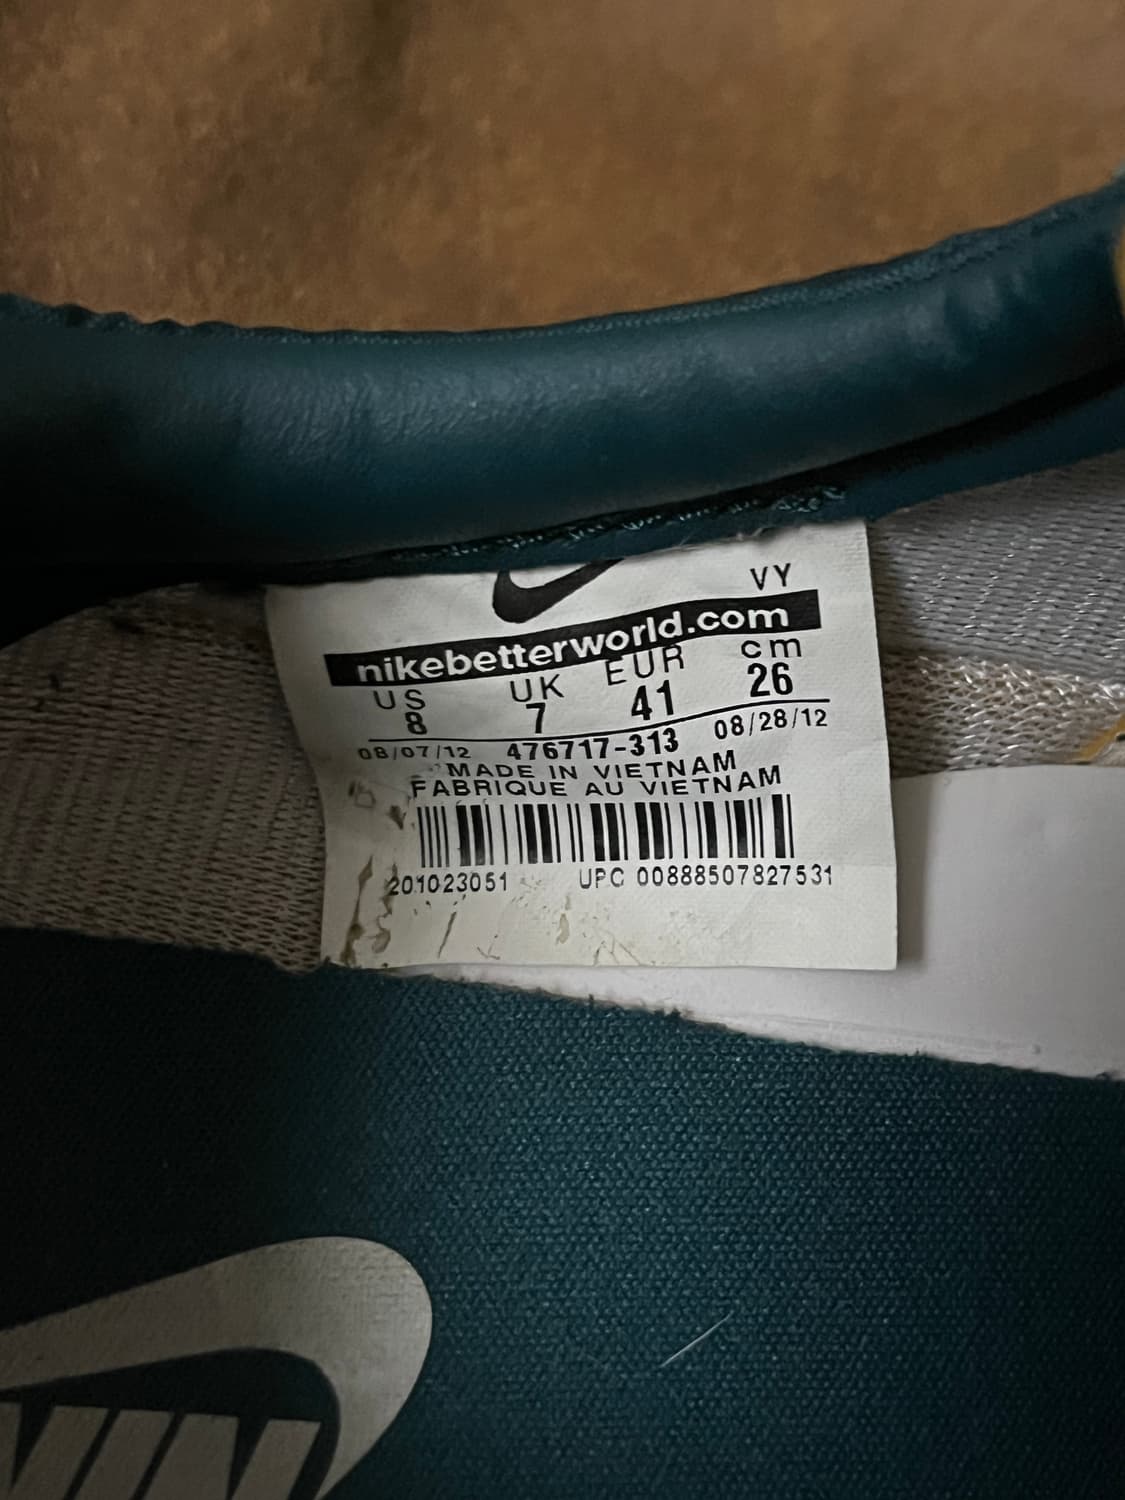 VY
nikebetterworld.com
US UK EUR cm
8 7 41 26
08/07/12 476717-313 08/28/12
MADE IN VIETNAM
FABRIQUE AU VIETNAM
201023051 UPC 00888507827531